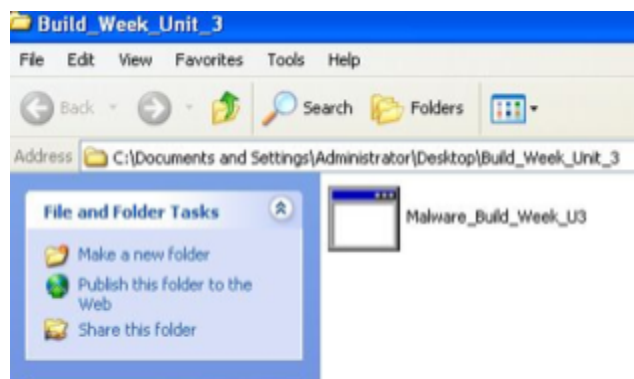 Build_Week_Unit_3
File Edit View Favorites Tools Help
Back Search Folders
Address C:\Documents and Settings\Administrator\Desktop\Build_Week_Unit_3
File and Folder Tasks
Make a new folder
Publish this folder to the
Web
Share this folder
Malware_Build_Week_U3